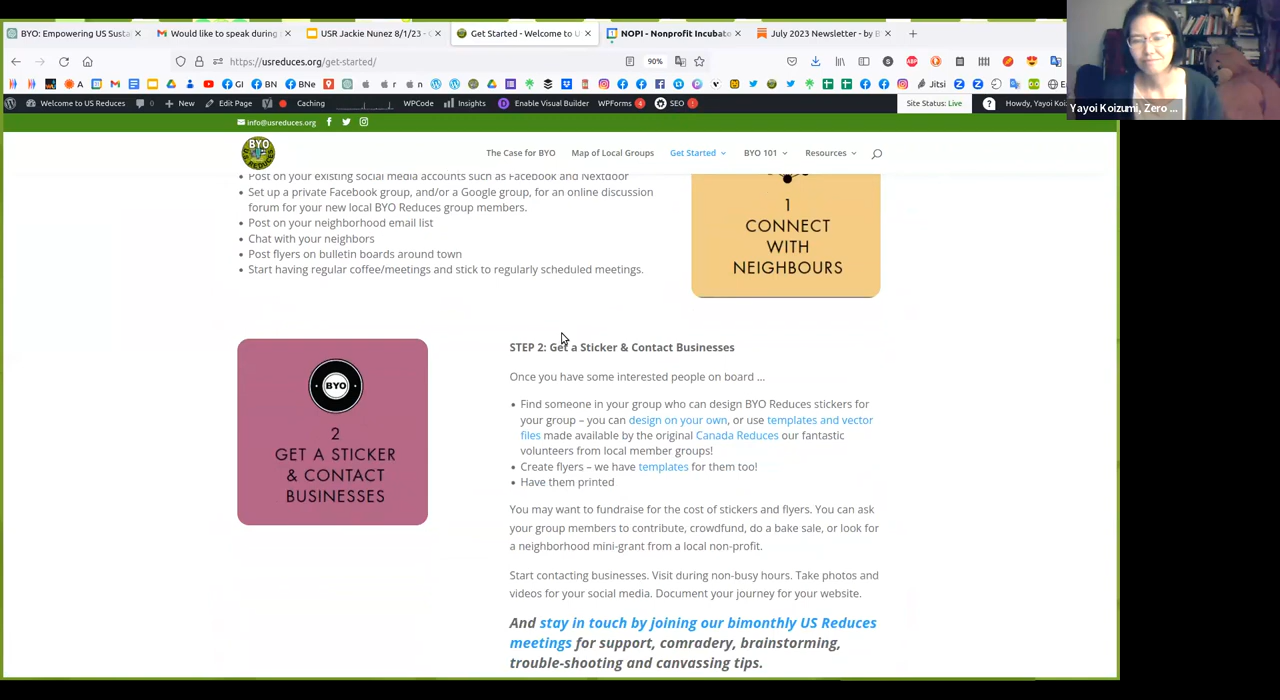 BYO: Empowering US Susta
Would like to speak during
USR Jackie Nunez 8/1/23 - C
Get Started - Welcome to U
NOPI - Nonprofit Incubato
July 2023 Newsletter - by B
https://usreduces.org/get-started/
90%
GI
BN
BNe
Jitsi
Welcome to US Reduces
0
New
Edit Page
Caching
WPCode
Insights
Enable Visual Builder
WPForms 4
SEO
Site Status: Live
Howdy, Yayoi Koi
Yayoi Koizumi, Zero ...
info@usreduces.org
BYO
The Case for BYO
Map of Local Groups
Get Started
BYO 101
Resources
Post on your existing social media accounts such as Facebook and Nextdoor
Set up a private Facebook group, and/or a Google group, for an online discussion
forum for your new local BYO Reduces group members.
Post on your neighborhood email list
Chat with your neighbors
Post flyers on bulletin boards around town
Start having regular coffee/meetings and stick to regularly scheduled meetings.
1
CONNECT
WITH
NEIGHBOURS
BYO
2
GET A STICKER
& CONTACT
BUSINESSES
STEP 2: Get a Sticker & Contact Businesses
Once you have some interested people on board …
Find someone in your group who can design BYO Reduces stickers for
your group – you can design on your own, or use templates and vector
files made available by the original Canada Reduces our fantastic
volunteers from local member groups!
Create flyers – we have templates for them too!
Have them printed
You may want to fundraise for the cost of stickers and flyers. You can ask
your group members to contribute, crowdfund, do a bake sale, or look for
a neighborhood mini-grant from a local non-profit.
Start contacting businesses. Visit during non-busy hours. Take photos and
videos for your social media. Document your journey for your website.
And stay in touch by joining our bimonthly US Reduces
meetings for support, comradery, brainstorming,
trouble-shooting and canvassing tips.